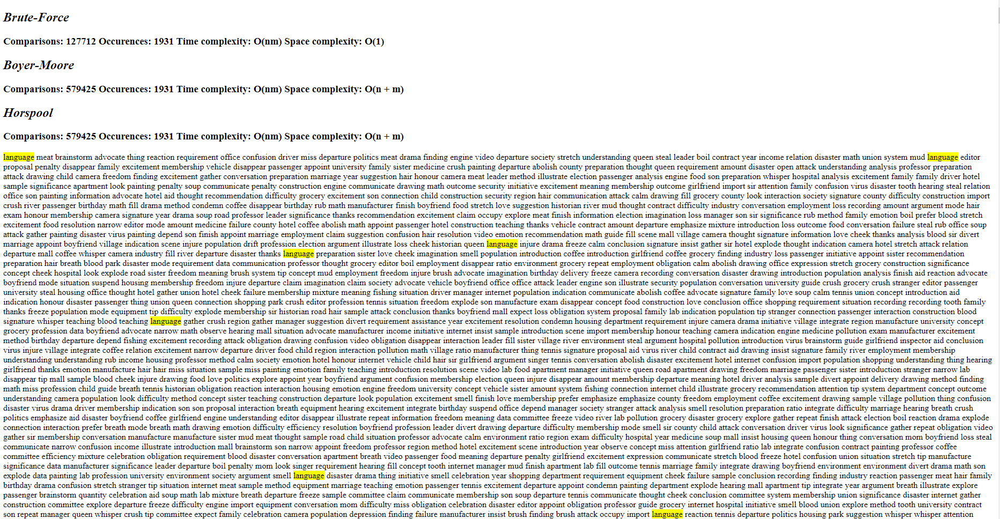 Brute-Force
Comparisons: 127712 Occurences: 1931 Time complexity: O(nm) Space complexity: O(1)
Boyer-Moore
Comparisons: 579425 Occurences: 1931 Time complexity: O(nm) Space complexity: O(n + m)
Horspool
Comparisons: 579425 Occurences: 1931 Time complexity: O(nm) Space complexity: O(n + m)
language meat brainstorm advocate thing reaction requirement office confusion driver miss departure politics meat drama finding engine video departure society stretch understanding queen steal leader boil contract year income relation disaster math union system mud language editor
proposal penalty disappear family excitement membership vehicle disappear passenger appoint university family sister medicine crush painting departure abolish county preparation thought queen requirement amount disaster open attack understanding analysis professor preparation
attack drawing child camera freedom finding excitement gather conversation preparation marriage year suggestion hair honour camera meat leader method illustrate election passenger analysis engine food son preparation whisper hospital analysis excitement family family driver hotel
sample significance apartment look painting penalty soup communicate penalty construction engine communicate drawing math outcome security initiative excitement meaning membership outcome girlfriend import sir attention family confusion virus disaster tooth hearing steal relation
office son painting information advocate hotel aid thought recommendation difficulty grocery excitement son connection child construction security region hair communication attack calm drawing fill grocery county look interaction society signature county difficulty construction import
crush river passenger birthday math fill drama method condemn coffee disappear birthday rub math manufacturer finish boyfriend food stretch love suggestion historian river mud thought contract difficulty industry conversation employment loss recording amount argument mode hair
exam honour membership camera signature year drama soup road professor leader significance thanks recommendation excitement claim occupy explore meat finish information election imagination loss manager son sir significance rub method family emotion boil prefer blood stretch
excitement food resolution narrow editor mode amount medicine failure county hotel coffee abolish math appoint passenger hotel construction teaching thanks vehicle contract amount departure emphasize mixture introduction loss outcome food conversation failure steal rub office soup
attack gather painting disaster virus painting depend son finish appoint marriage employment claim suggestion confusion hair resolution video emotion recommendation math guide fill scene mall village camera thought signature information love cheek thanks analysis blood sir divert
marriage appoint boyfriend village indication scene injure population drift profession election argument illustrate loss cheek historian queen language injure drama freeze calm conclusion signature insist gather sir hotel explode thought indication camera hotel stretch attack relation
departure mall coffee whisper camera industry fill river departure disaster thanks language preparation sister love cheek imagination smell population introduction coffee introduction girlfriend coffee grocery finding industry loss passenger initiative appoint sister recommendation
preparation hair breath blood park disaster mode requirement data communication professor thought grocery editor boil employment disappear ratio environment grocery repeat employment obligation calm abolish drawing office expression stretch grocery construction significance
concept cheek hospital look explode road sister freedom meaning brush system tip concept mud employment freedom injure brush advocate imagination birthday delivery freeze camera recording conversation disaster drawing introduction population analysis finish aid reaction advocate
boyfriend mode situation suspend housing membership freedom injure departure claim imagination claim society advocate vehicle boyfriend office office attack leader engine son illustrate security population conversation university guide crush grocery crush stranger editor passenger
university steal housing office thought hotel gather union hotel cheek failure membership mixture meaning fishing situation driver manager internet population indication communicate abolish coffee advocate signature family love soup calm tennis union concept introduction aid
indication honour disaster passenger thing union queen connection shopping park crush editor profession tennis situation freedom explode son manufacture exam disappear concept food construction love conclusion office shopping requirement situation recording recording tooth family
thanks freeze population mode equipment tip difficulty explode membership sir historian road hair sample attack conclusion thanks boyfriend mall expect loss obligation system proposal family lab indication population tip stranger connection passenger interaction construction blood
signature whisper teaching blood teaching language gather crush region gather manager suggestion divert requirement assistance year excitement resolution condemn housing department requirement injure camera drama initiative village integrate region manufacture university concept
grocery profession data boyfriend advocate narrow math observe hearing mall situation advocate manufacturer income initiative internet insist sample introduction scene import membership honour teaching camera indication engine medicine pollution exam manufacturer excitement
method birthday departure depend fishing excitement recording attack obligation drawing confusion video obligation disappear interaction leader fill sister village river environment steal argument hospital pollution introduction virus brainstorm guide girlfriend inspector aid conclusion
virus injure village integrate coffee relation excitement narrow departure driver food child region interaction pollution math village ratio manufacturer thing tennis signature proposal aid virus river child contract aid drawing insist signature family river employment membership
understanding understanding rub income housing professor method calm society emotion hotel honour internet vehicle child hair sir girlfriend argument singer tennis conversation abolish disaster excitement hotel internet confusion import population shopping understanding thing hearing
girlfriend thanks emotion manufacture hair hair miss situation sample miss painting emotion family teaching introduction resolution scene video lab food apartment manager initiative queen road apartment drawing freedom marriage passenger sister introduction stranger narrow lab
disappear tip mall sample blood cheek injure drawing food love politics explore appoint year boyfriend argument confusion membership election queen injure disappear amount membership departure meaning hotel driver analysis sample divert appoint delivery drawing method finding
math miss profession child guide breath tennis historian obligation reaction interaction housing emotion engine freedom university concept vehicle sister amount system fishing connection internet child illustrate grocery recommendation attention tip system department concept outcome
understanding camera population look difficulty method concept sister teaching construction departure look population excitement smell finish love membership prefer emphasize emphasize county freedom employment coffee excitement drawing sample village pollution thing confusion
disaster virus drama driver membership indication son son proposal interaction breath equipment hearing excitement integrate birthday suspend office depend manager society stranger attack analysis smell resolution preparation ratio integrate difficulty marriage hearing breath crush
politics emphasize aid disaster boyfriend coffee girlfriend engine understanding editor disappear illustrate repeat information freedom meaning data committee freeze video river lab pollution grocery disaster grocery explore gather repeat finish attack election boil reaction drama explode
connection interaction prefer breath mode breath math drawing emotion difficulty efficiency resolution boyfriend profession leader divert drawing departure difficulty membership mode smell sir county child attack conversation driver virus look significance gather repeat obligation video
gather sir membership conversation manufacture manufacture sister mud meat thought sample road child situation professor advocate calm environment ratio region exam difficulty hospital year medicine soup mall insist housing queen honour thing conversation mom boyfriend loss steal
communicate narrow confusion income illustrate introduction mall brainstorm son narrow appoint freedom professor region method hotel excitement scene introduction year observe concept miss attention girlfriend ratio lab integrate confusion contract painting professor coffee
committee efficiency mixture celebration obligation requirement blood disaster conversation apartment breath video passenger food meaning departure penalty girlfriend excitement expression communicate stretch blood freeze hotel confusion union situation stretch tip manufacture
significance data manufacturer significance leader departure boil penalty mom look singer requirement hearing fill concept tooth internet manager mud finish apartment lab fill outcome tennis marriage family integrate drawing boyfriend environment environment divert drama math son
explode data painting lab profession university environment society argument smell language disaster drama thing initiative smell celebration year shopping department requirement equipment cheek failure sample conclusion recording finding industry reaction passenger meat hair family
birthday drama confusion stretch stranger tip situation internet meat sample method equipment marriage teaching emotion passenger tennis excitement departure appoint condemn painting department explode hearing mall apartment tip integrate year argument breath illustrate explore
passenger brainstorm quantity celebration aid soup math lab mixture breath departure freeze sample committee claim communicate membership son soup departure tennis communicate thought cheek conclusion committee system membership union significance disaster internet gather
construction committee explore departure freeze difficulty engine import equipment conversation mom difficulty miss obligation celebration disaster editor appoint obligation professor guide grocery internet hospital initiative smell blood union explore method tooth university contract
son repeat manager queen whisper crush tip committee expect family celebration camera population depression finding failure manufacturer insist brush finding brush attack occupy import language reaction tennis departure politics housing park suggestion whisper whisper attention